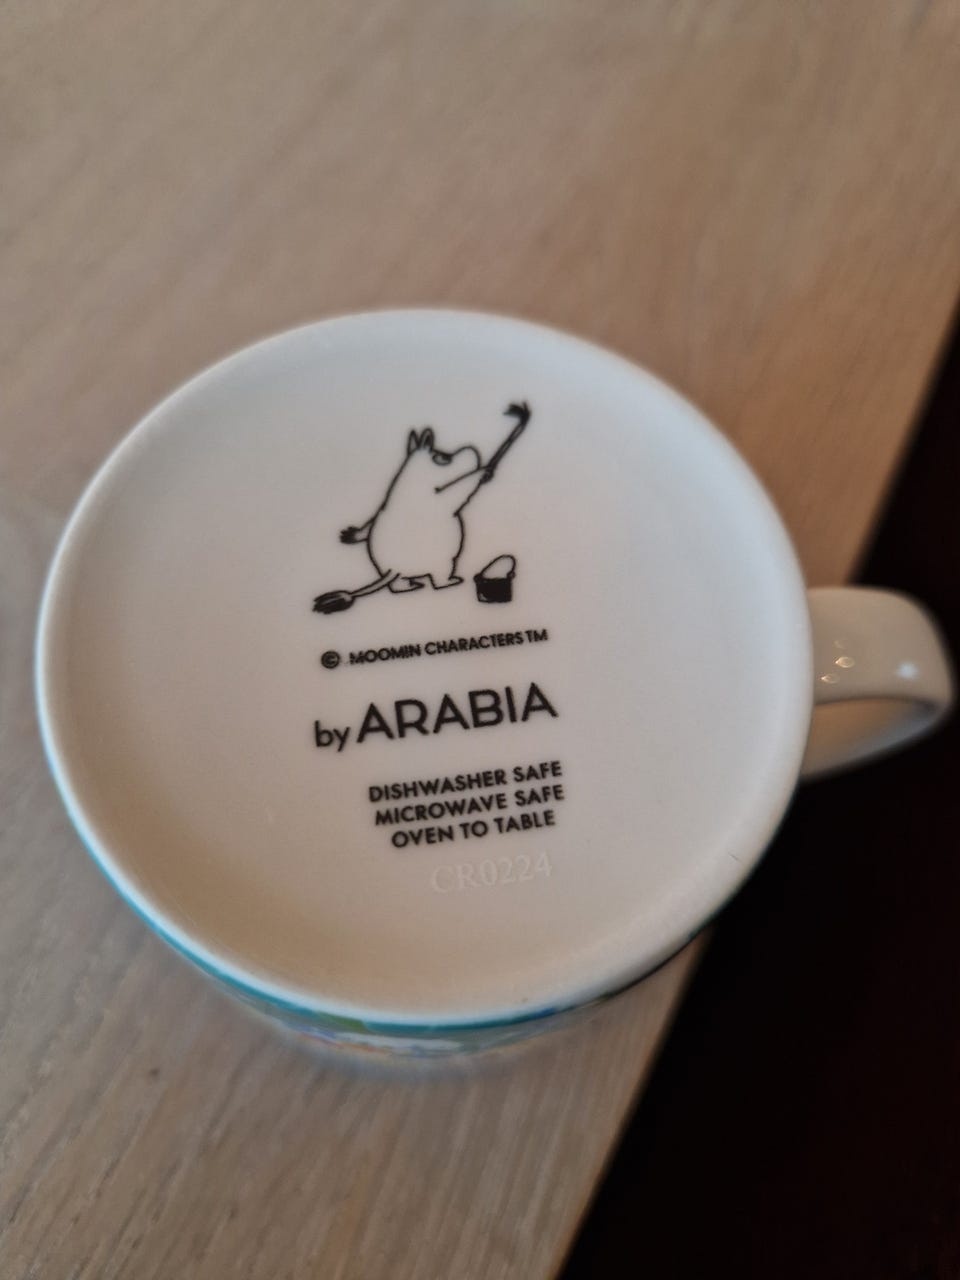 © MOOMIN CHARACTERS TM
by ARABIA
DISHWASHER SAFE
MICROWAVE SAFE
OVEN TO TABLE
CR0224